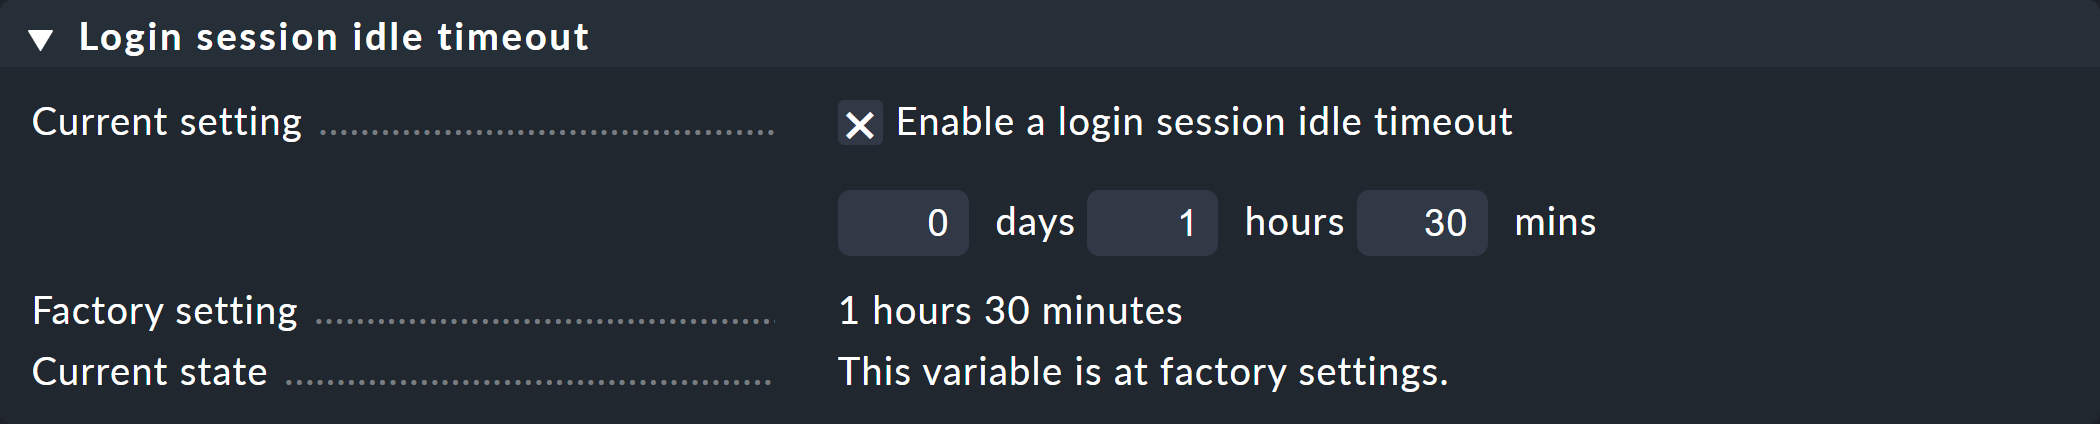 Login session idle timeout
Current setting Enable a login session idle timeout
0 days 1 hours 30 mins
Factory setting 1 hours 30 minutes
Current state This variable is at factory settings.